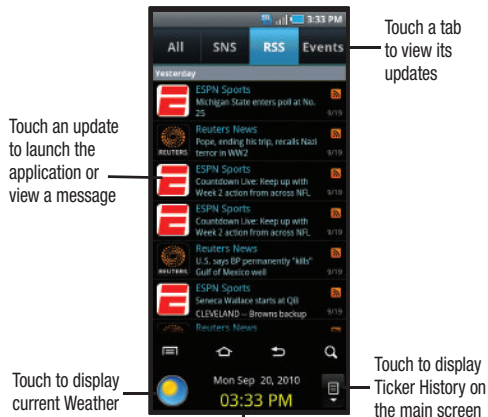 3:33 PM
All SNS RSS Events
Touch a tab
to view its
updates
Yesterday
ESPN Sports
Michigan State enters poll at No.
25
9/19
Reuters News
Pope, ending his trip, recalls Nazi
terror in WW2
REUTERS
9/19
Touch an update
to launch the
application or
view a message
ESPN Sports
Countdown Live: Keep up with
Week 2 action from across NFL
9/19
ESPN Sports
Countdown Live: Keep up with
Week 2 action from across NFL
9/19
Reuters News
U.S. says BP permanently "kills"
Gulf of Mexico well
REUTERS
9/19
ESPN Sports
Seneca Wallace starts at QB
CLEVELAND -- Browns backup
9/19
Reuters News
Touch to display
current Weather
Mon Sep 20, 2010
03:33 PM
Touch to display
Ticker History on
the main screen